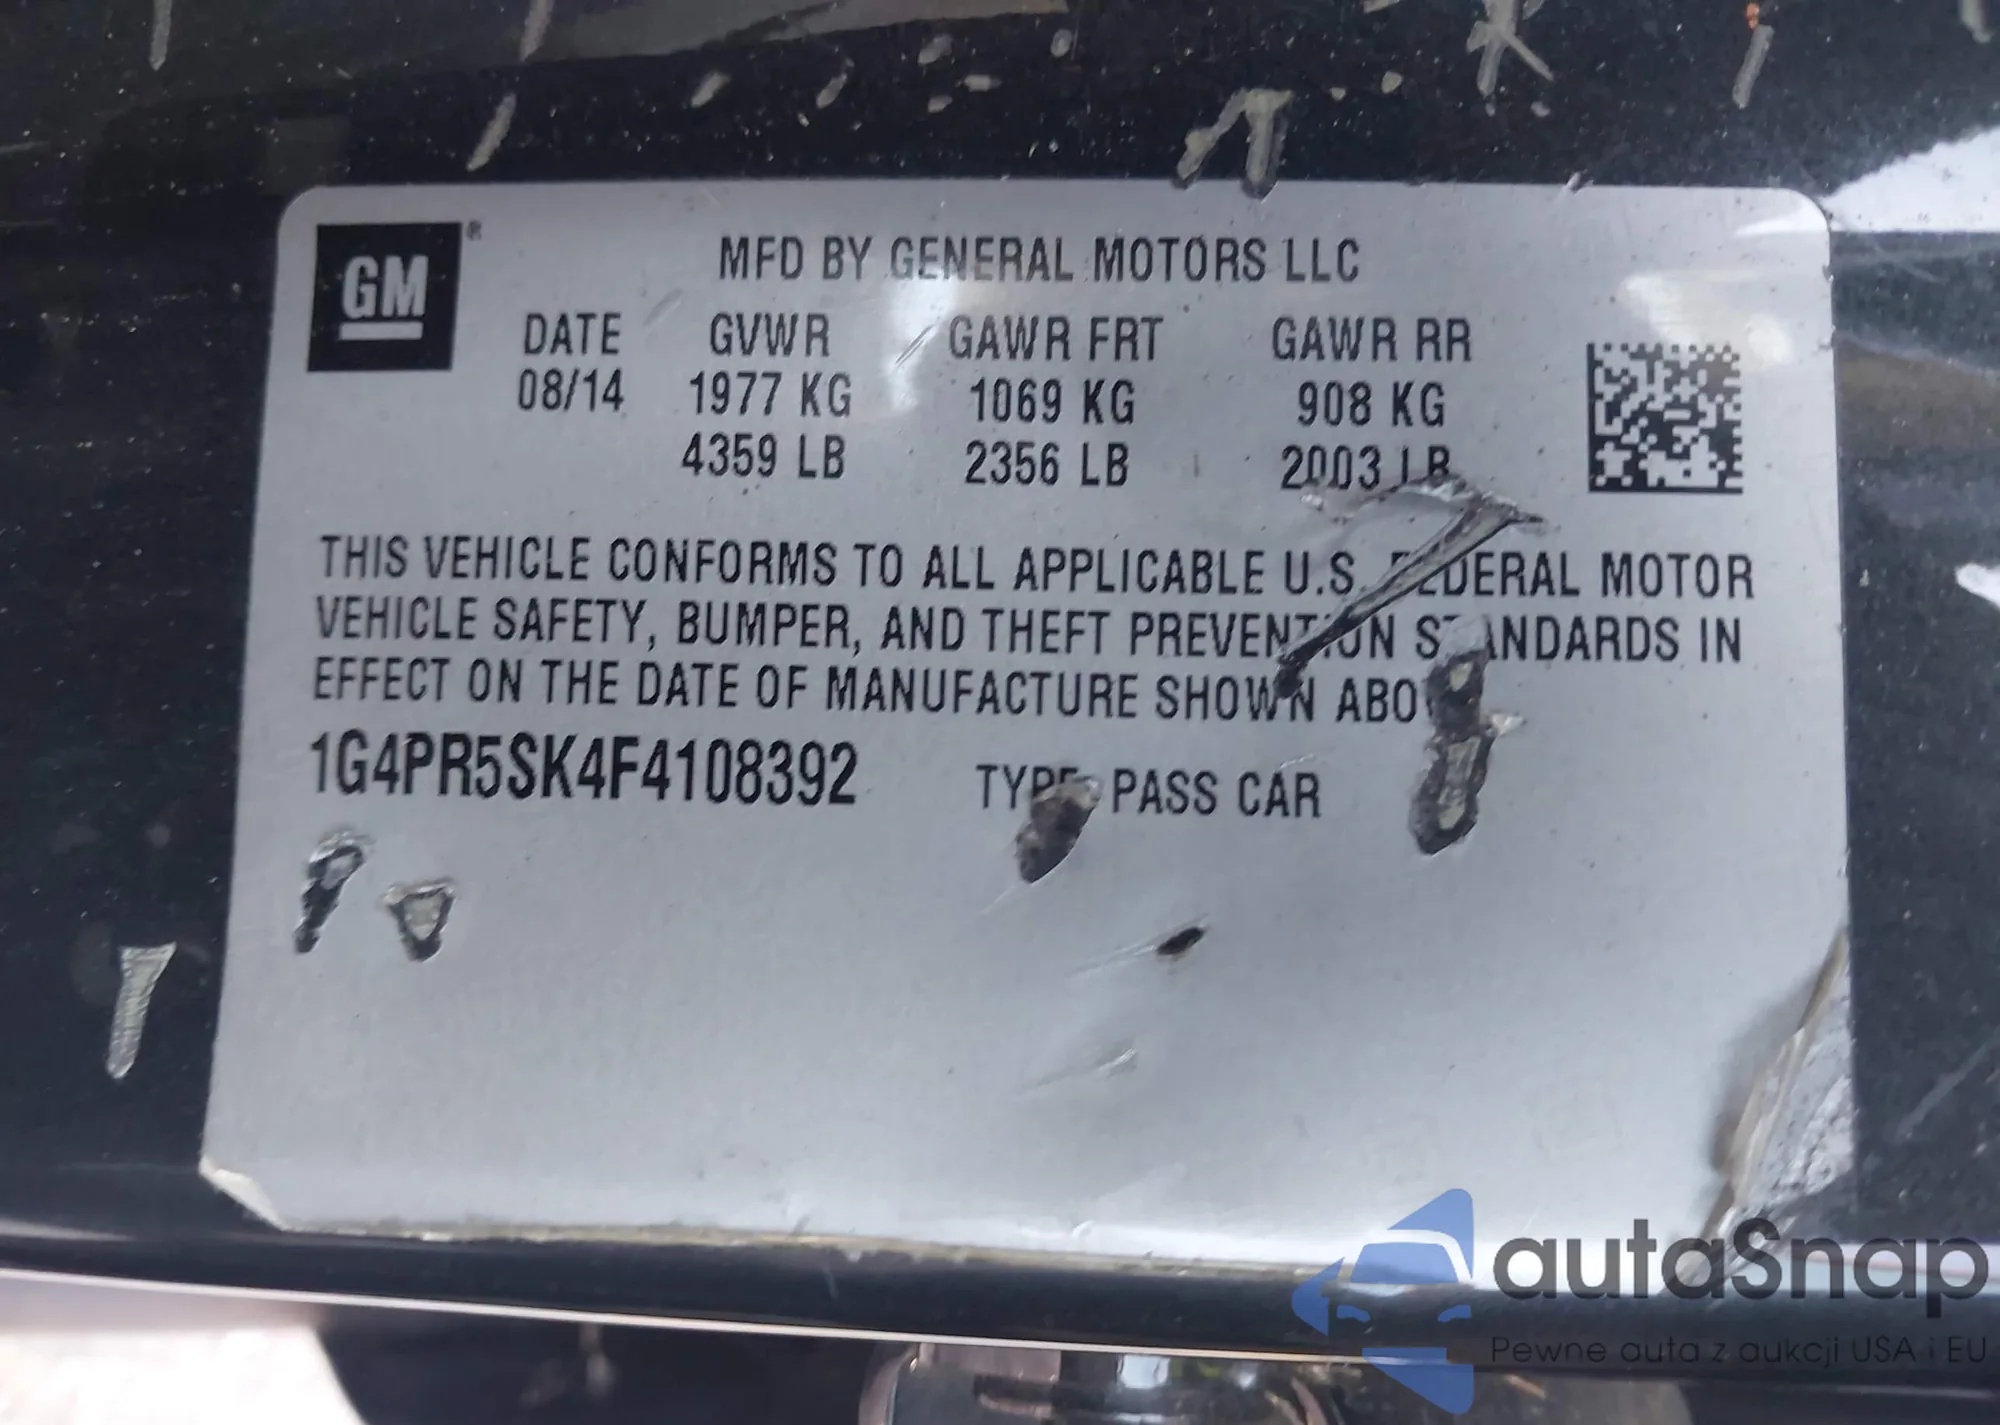 GM ®
MFD BY GENERAL MOTORS LLC
DATE GVWR GAWR FRT GAWR RR
08/14 1977 KG 1069 KG 908 KG
4359 LB 2356 LB 2003 LB
THIS VEHICLE CONFORMS TO ALL APPLICABLE U.S. FEDERAL MOTOR
VEHICLE SAFETY, BUMPER, AND THEFT PREVENTION STANDARDS IN
EFFECT ON THE DATE OF MANUFACTURE SHOWN ABO
1G4PR5SK4F4108392 TYPE: PASS CAR
autaSnap
Pewne auta z aukcji USA i EU